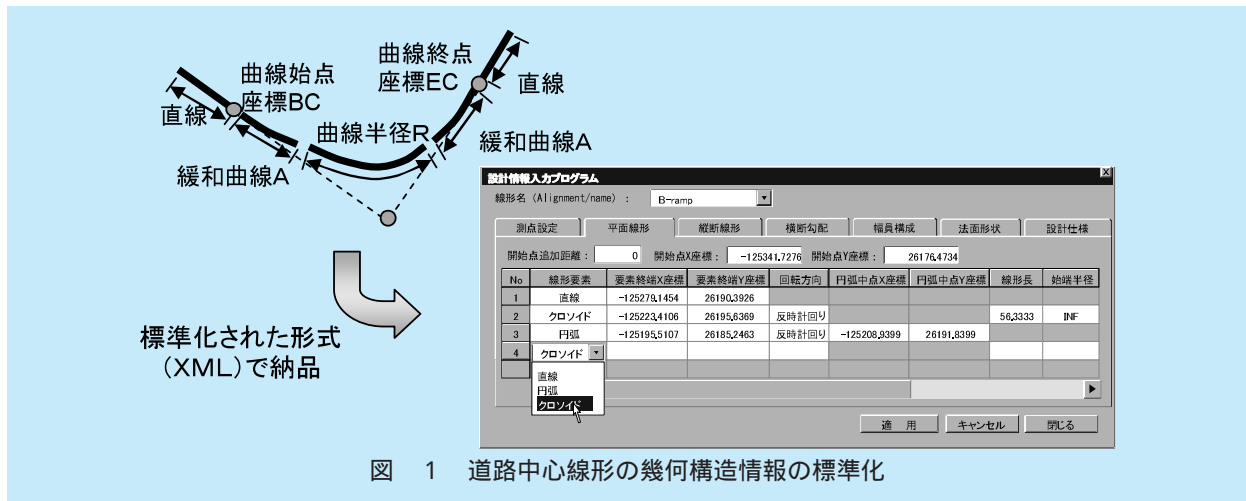 曲線始点
座標BC
曲線終点
座標EC
直線
直線
曲線半径R
緩和曲線A
緩和曲線A
標準化された形式
(XML)で納品
設計情報入力プログラム
線形名 (Alignment/name) : B-ramp
測点設定 平面線形 縦断線形 横断勾配 幅員構成 法面形状 設計仕様
開始点追加距離: 0 開始点X座標: -125341.7276 開始点Y座標: 26176.4734
No 線形要素 要素終端X座標 要素終端Y座標 回転方向 円弧中点X座標 円弧中点Y座標 線形長 始端半径
1 直線 -125279.1454 26190.3926
2 クロソイド -125223.4106 26195.6369 反時計回り 56.3333 INF
3 円弧 -125195.5107 26185.2463 反時計回り -125208.9399 26191.8399
4 クロソイド
直線
円弧
クロソイド
適 用 キャンセル 閉じる
図 1 道路中心線形の幾何構造情報の標準化